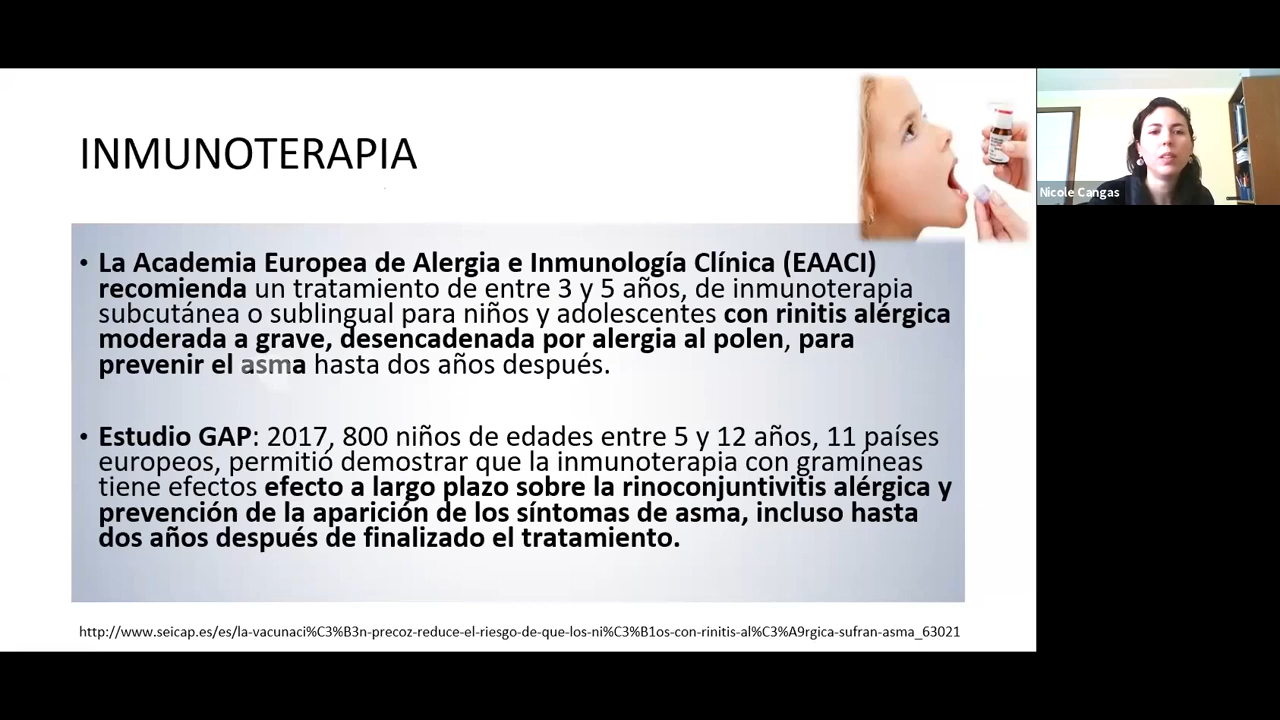 INMUNOTERAPIA
Nicole Cangas
• La Academia Europea de Alergia e Inmunología Clínica (EAACI)
recomienda un tratamiento de entre 3 y 5 años, de inmunoterapia
subcutánea o sublingual para niños y adolescentes con rinitis alérgica
moderada a grave, desencadenada por alergia al polen, para
prevenir el asma hasta dos años después.
• Estudio GAP: 2017, 800 niños de edades entre 5 y 12 años, 11 países
europeos, permitió demostrar que la inmunoterapia con gramíneas
tiene efectos efecto a largo plazo sobre la rinoconjuntivitis alérgica y
prevención de la aparición de los síntomas de asma, incluso hasta
dos años después de finalizado el tratamiento.
http://www.seicap.es/es/la-vacunaci%C3%B3n-precoz-reduce-el-riesgo-de-que-los-ni%C3%B1os-con-rinitis-al%C3%A9rgica-sufran-asma_63021